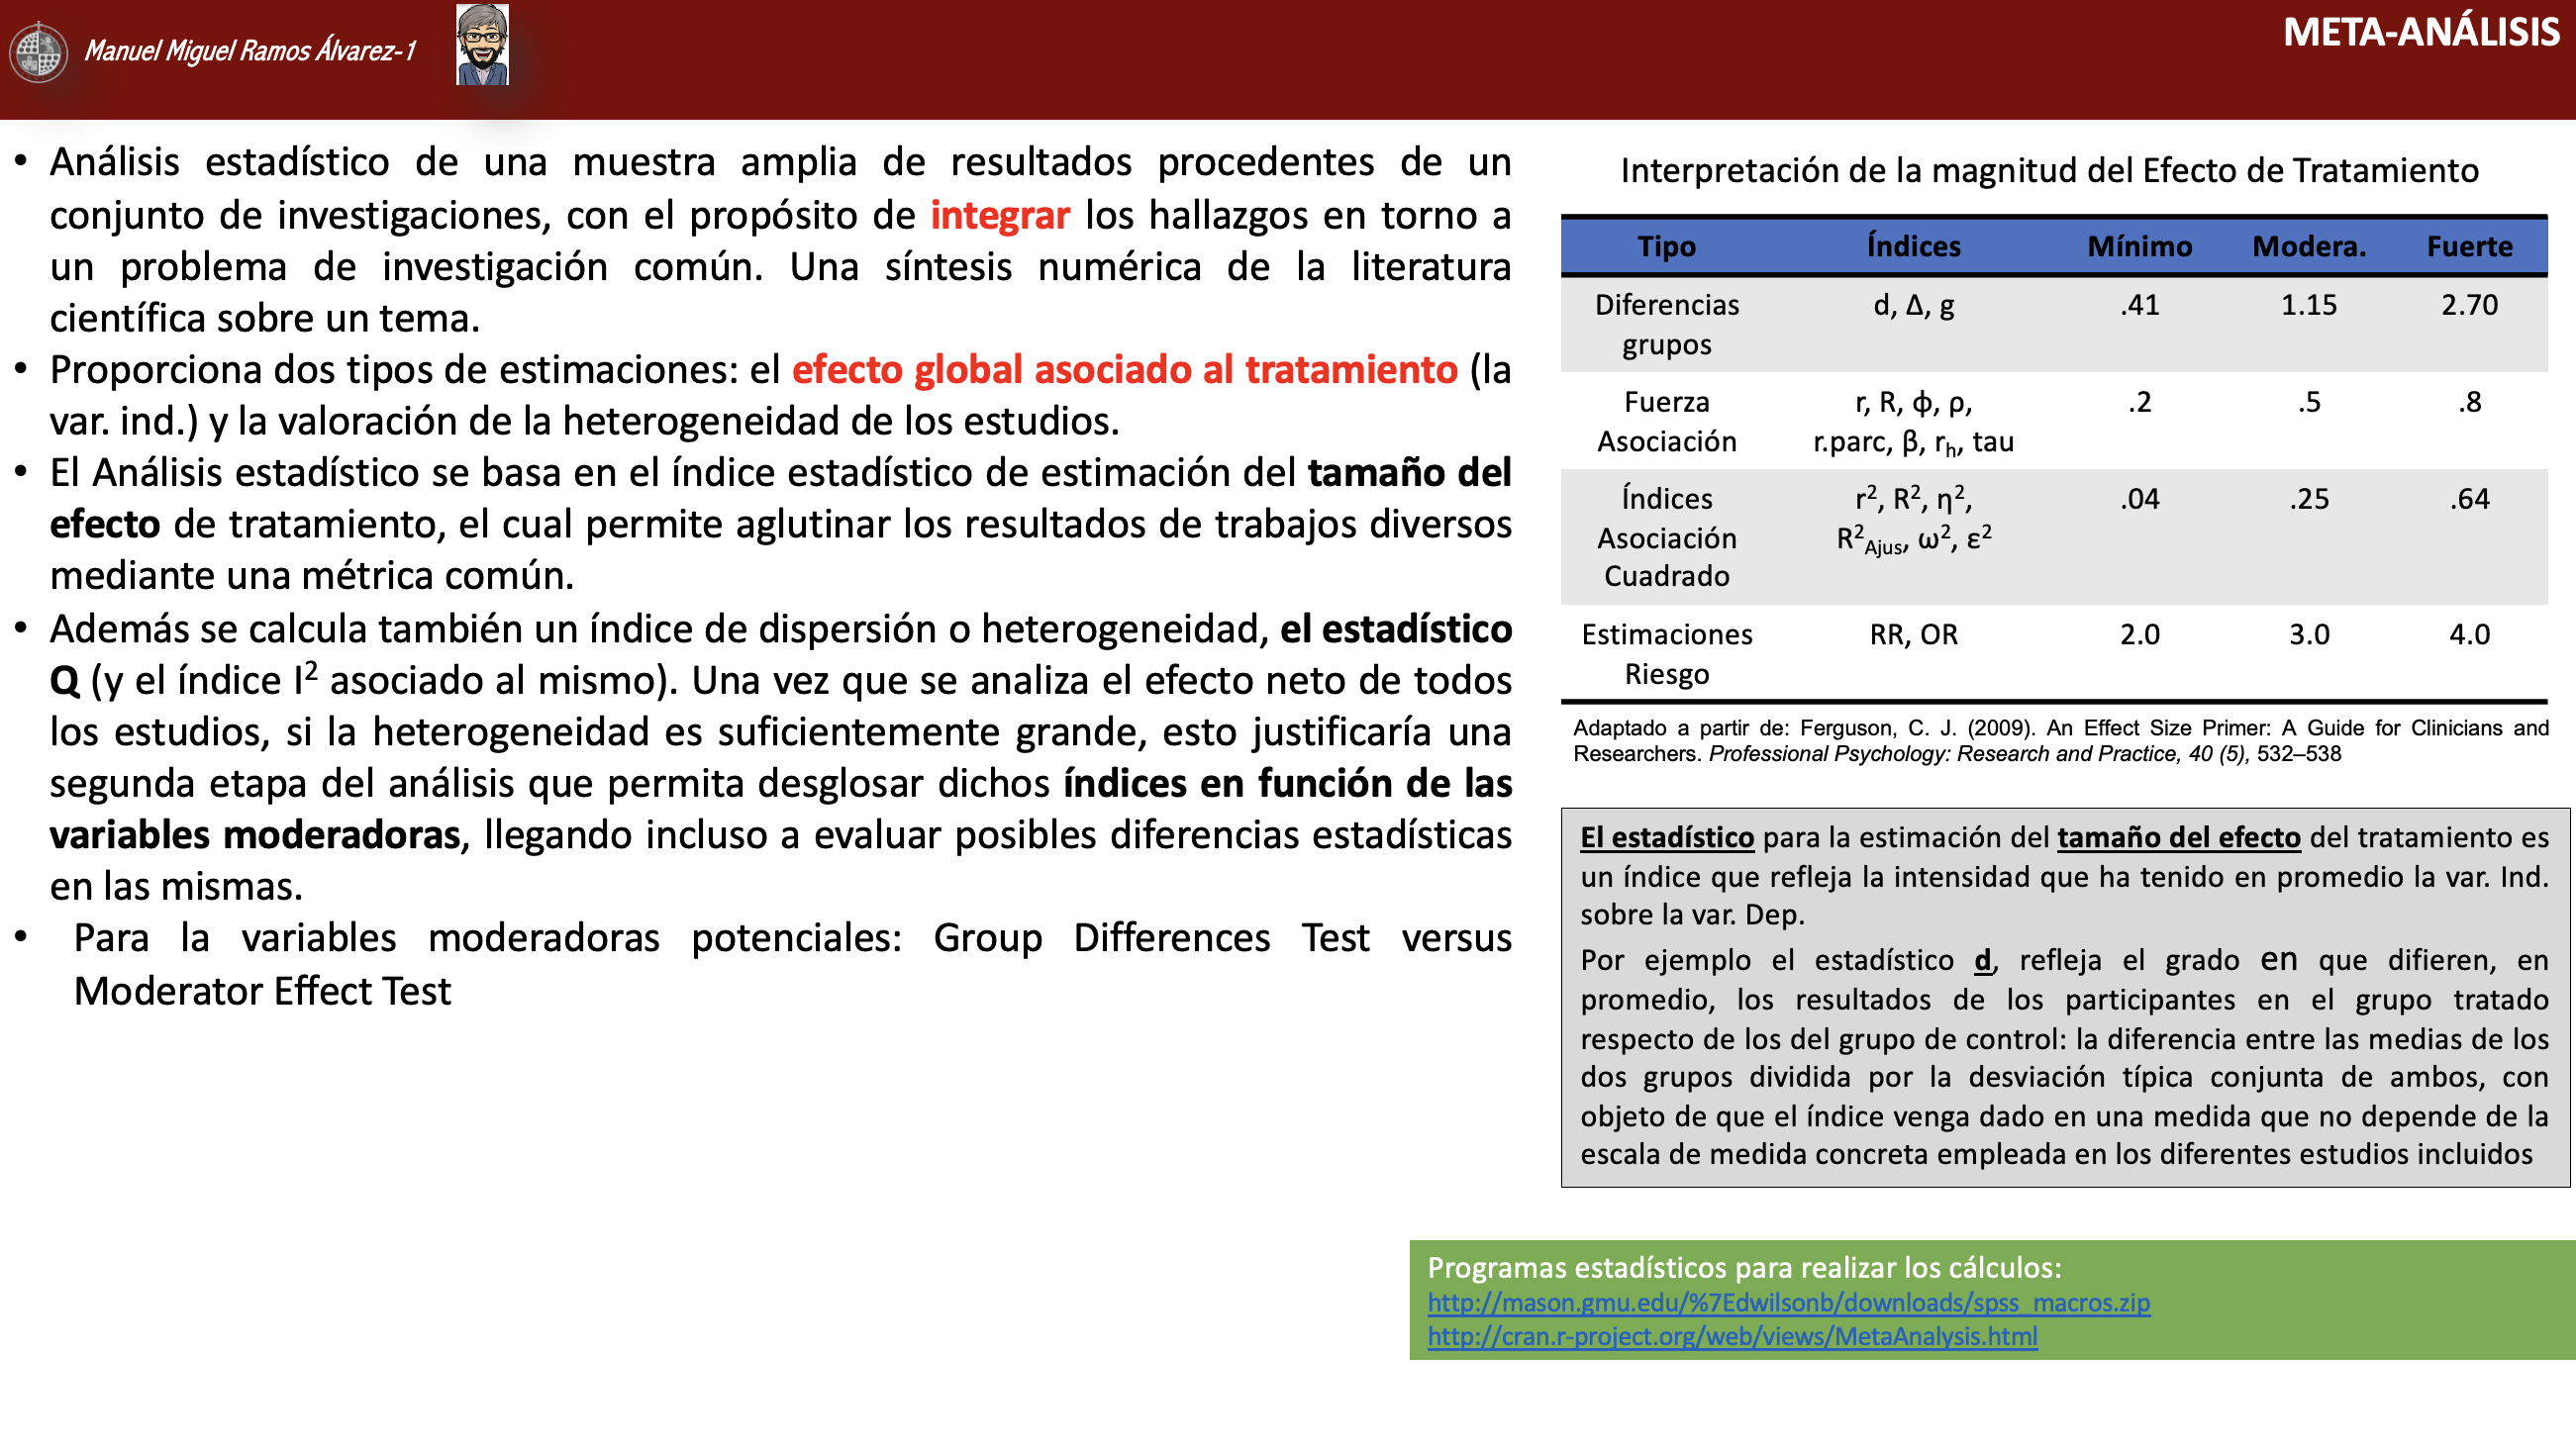 Manuel Miguel Ramos Álvarez-1
META-ANÁLISIS
• Análisis estadístico de una muestra amplia de resultados procedentes de un
conjunto de investigaciones, con el propósito de integrar los hallazgos en torno a
un problema de investigación común. Una síntesis numérica de la literatura
científica sobre un tema.
• Proporciona dos tipos de estimaciones: el efecto global asociado al tratamiento (la
var. ind.) y la valoración de la heterogeneidad de los estudios.
• El Análisis estadístico se basa en el índice estadístico de estimación del tamaño del
efecto de tratamiento, el cual permite aglutinar los resultados de trabajos diversos
mediante una métrica común.
• Además se calcula también un índice de dispersión o heterogeneidad, el estadístico
Q (y el índice I² asociado al mismo). Una vez que se analiza el efecto neto de todos
los estudios, si la heterogeneidad es suficientemente grande, esto justificaría una
segunda etapa del análisis que permita desglosar dichos índices en función de las
variables moderadoras, llegando incluso a evaluar posibles diferencias estadísticas
en las mismas.
• Para la variables moderadoras potenciales: Group Differences Test versus
Moderator Effect Test
Interpretación de la magnitud del Efecto de Tratamiento
Tipo Índices Mínimo Modera. Fuerte
Diferencias d, Δ, g .41 1.15 2.70
grupos
Fuerza r, R, ϕ, ρ, .2 .5 .8
Asociación r.parc, β, rₕ, tau
Índices r², R², η², .04 .25 .64
Asociación R²Ajus, ω², ε²
Cuadrado
Estimaciones RR, OR 2.0 3.0 4.0
Riesgo
Adaptado a partir de: Ferguson, C. J. (2009). An Effect Size Primer: A Guide for Clinicians and
Researchers. Professional Psychology: Research and Practice, 40 (5), 532–538
El estadístico para la estimación del tamaño del efecto del tratamiento es
un índice que refleja la intensidad que ha tenido en promedio la var. Ind.
sobre la var. Dep.
Por ejemplo el estadístico d, refleja el grado en que difieren, en
promedio, los resultados de los participantes en el grupo tratado
respecto de los del grupo de control: la diferencia entre las medias de los
dos grupos dividida por la desviación típica conjunta de ambos, con
objeto de que el índice venga dado en una medida que no depende de la
escala de medida concreta empleada en los diferentes estudios incluidos
Programas estadísticos para realizar los cálculos:
http://mason.gmu.edu/%7Edwilsonb/downloads/spss_macros.zip
http://cran.r-project.org/web/views/MetaAnalysis.html